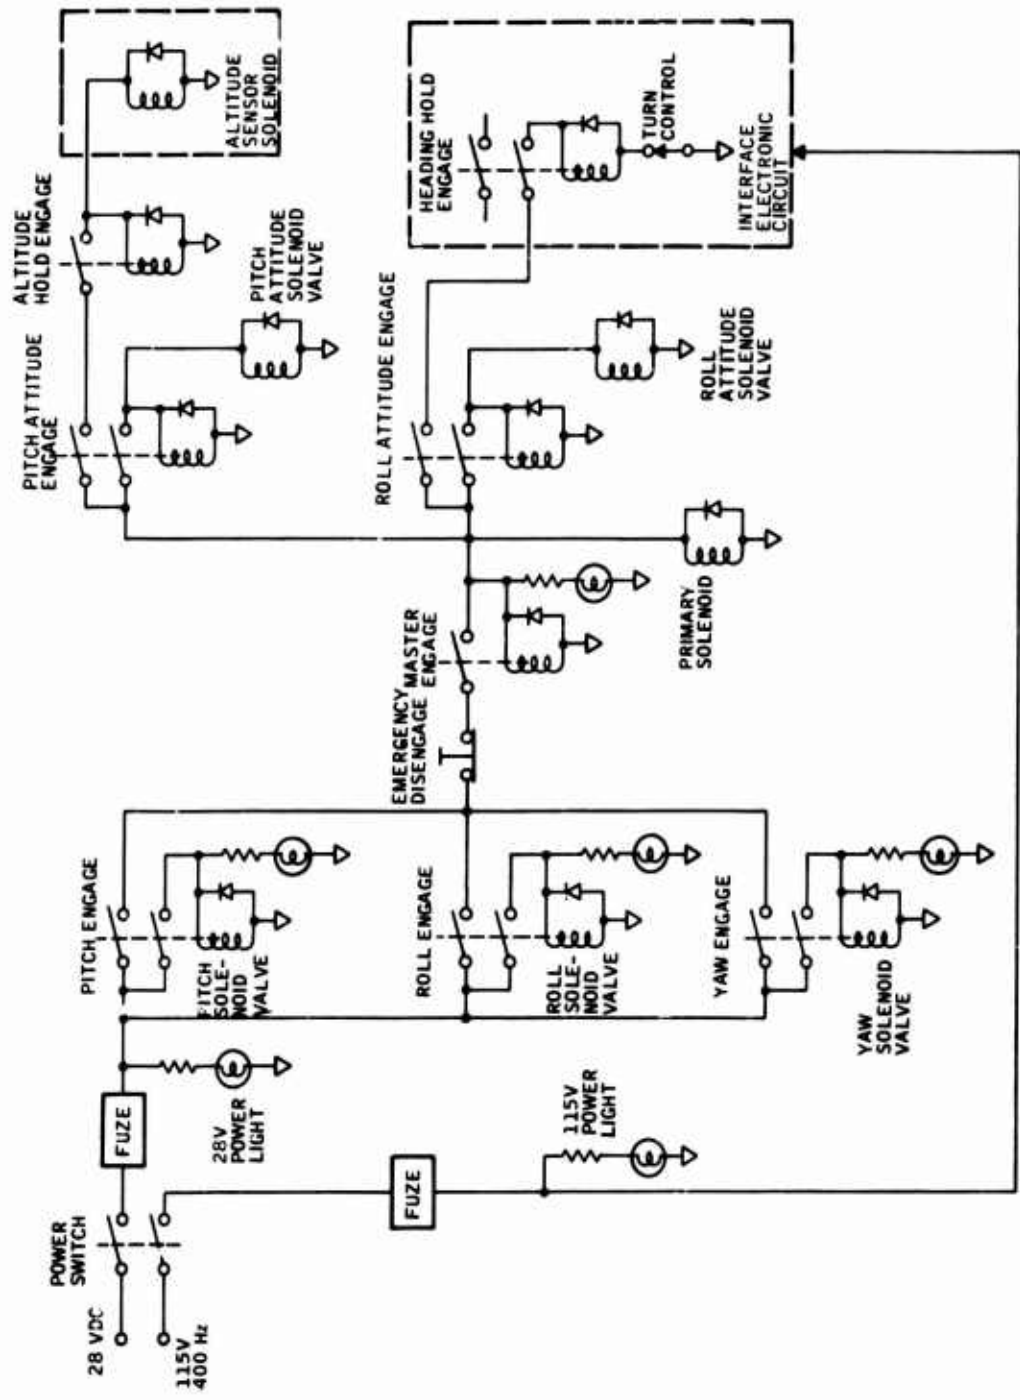 28 VDC
115V
400 Hz
POWER
SWITCH
FUZE
28V
POWER
LIGHT
FUZE
115V
POWER
LIGHT
PITCH ENGAGE
PITCH
SOLE-
NOID
VALVE
ROLL ENGAGE
ROLL
SOLE-
NOID
VALVE
YAW ENGAGE
YAW
SOLENOID
VALVE
EMERGENCY
DISENGAGE
MASTER
ENGAGE
PRIMARY
SOLENOID
PITCH ATTITUDE
ENGAGE
PITCH
ATTITUDE
SOLENOID
VALVE
ROLL ATTITUDE ENGAGE
ROLL
ATTITUDE
SOLENOID
VALVE
ALTITUDE
HOLD ENGAGE
ALTITUDE
SENSOR
SOLENOID
HEADING HOLD
ENGAGE
TURN
CONTROL
INTERFACE
ELECTRONIC
CIRCUIT